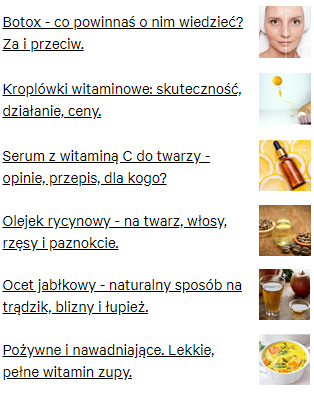 Botox - co powinnaś o nim wiedzieć?
Za i przeciw.
Kroplówki witaminowe: skuteczność,
działanie, ceny.
Serum z witaminą C do twarzy -
opinie, przepis, dla kogo?
Olejek rycynowy - na twarz, włosy,
rzęsy i paznokcie.
Ocet jabłkowy - naturalny sposób na
trądzik, blizny i łupież.
Pożywne i nawadniające. Lekkie,
pełne witamin zupy.